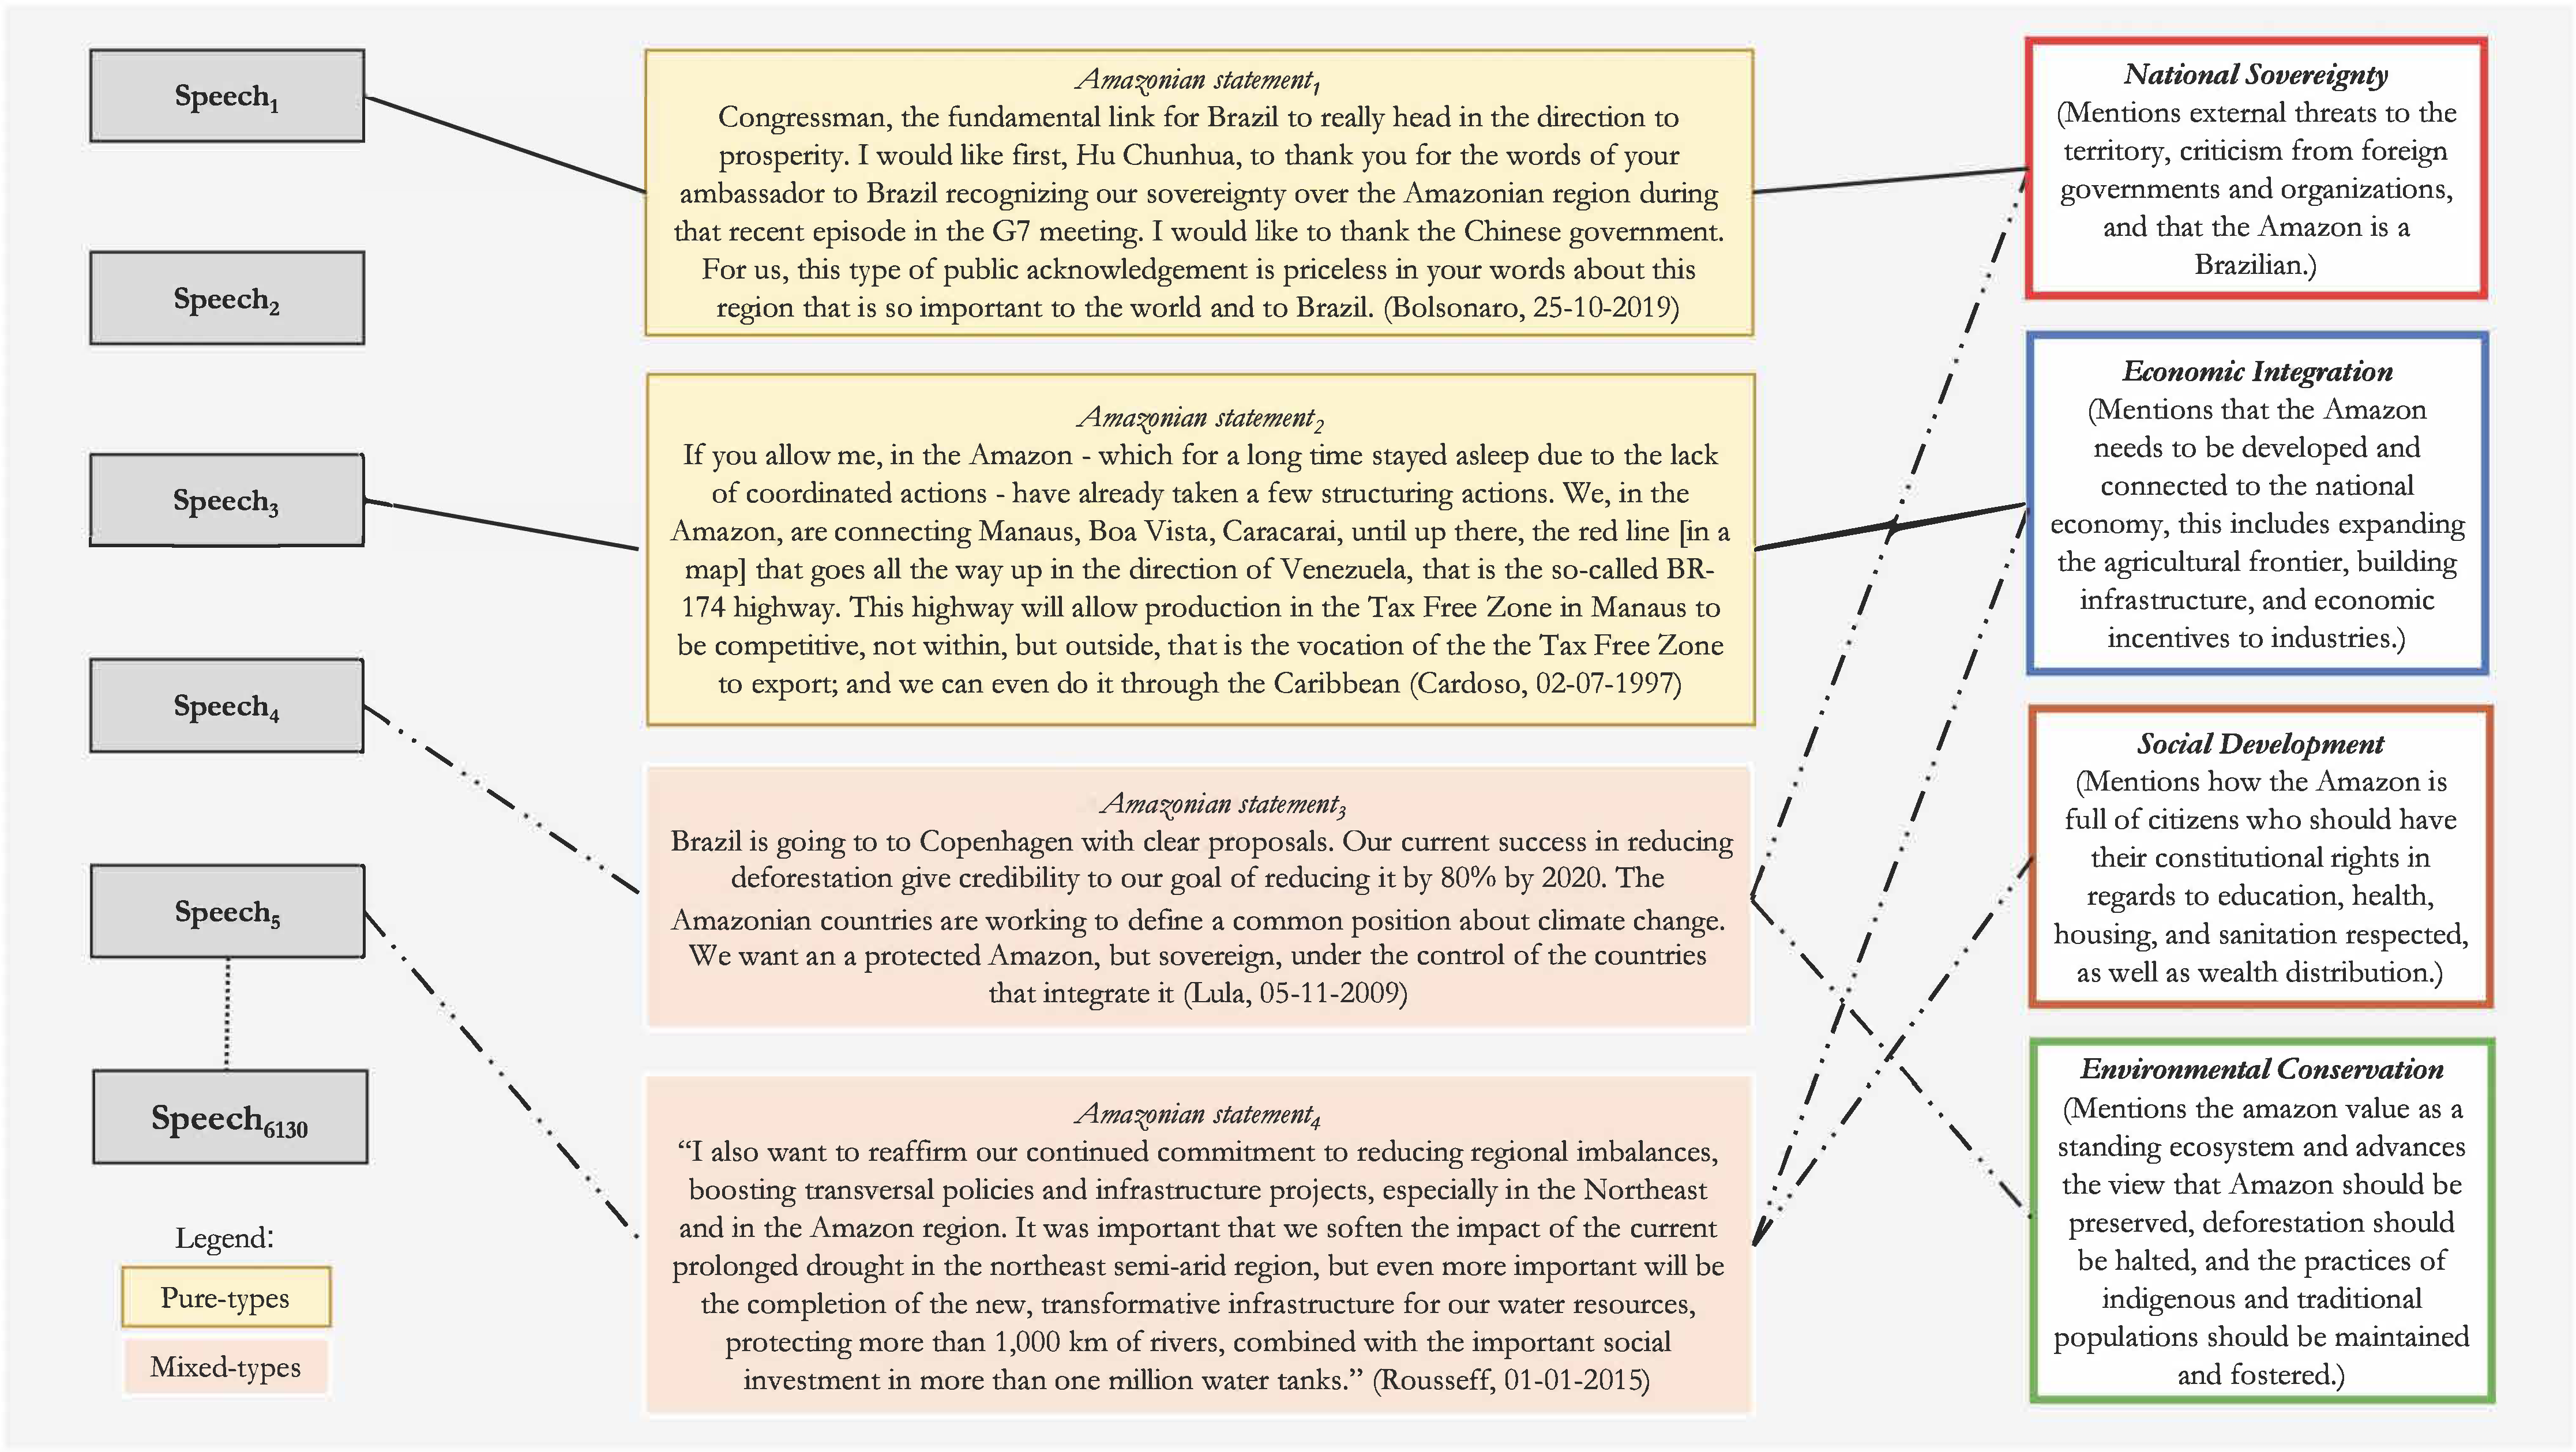 Speech1
Speech2
Speech3
Speech4
Speech5
Speech6130
Legend:
Pure-types
Mixed-types
Amazonian statement1
Congressman, the fundamental link for Brazil to really head in the direction to
prosperity. I would like first, Hu Chunhua, to thank you for the words of your
ambassador to Brazil recognizing our sovereignty over the Amazonian region during
that recent episode in the G7 meeting. I would like to thank the Chinese government.
For us, this type of public acknowledgement is priceless in your words about this
region that is so important to the world and to Brazil. (Bolsonaro, 25-10-2019)
Amazonian statement2
If you allow me, in the Amazon - which for a long time stayed asleep due to the lack
of coordinated actions - have already taken a few structuring actions. We, in the
Amazon, are connecting Manaus, Boa Vista, Caracarai, until up there, the red line [in a
map] that goes all the way up in the direction of Venezuela, that is the so-called BR-
174 highway. This highway will allow production in the Tax Free Zone in Manaus to
be competitive, not within, but outside, that is the vocation of the the Tax Free Zone
to export; and we can even do it through the Caribbean (Cardoso, 02-07-1997)
Amazonian statement3
Brazil is going to to Copenhagen with clear proposals. Our current success in reducing
deforestation give credibility to our goal of reducing it by 80% by 2020. The
Amazonian countries are working to define a common position about climate change.
We want an a protected Amazon, but sovereign, under the control of the countries
that integrate it (Lula, 05-11-2009)
Amazonian statement4
“I also want to reaffirm our continued commitment to reducing regional imbalances,
boosting transversal policies and infrastructure projects, especially in the Northeast
and in the Amazon region. It was important that we soften the impact of the current
prolonged drought in the northeast semi-arid region, but even more important will be
the completion of the new, transformative infrastructure for our water resources,
protecting more than 1,000 km of rivers, combined with the important social
investment in more than one million water tanks.” (Rousseff, 01-01-2015)
National Sovereignty
(Mentions external threats to the
territory, criticism from foreign
governments and organizations,
and that the Amazon is a
Brazilian.)
Economic Integration
(Mentions that the Amazon
needs to be developed and
connected to the national
economy, this includes expanding
the agricultural frontier, building
infrastructure, and economic
incentives to industries.)
Social Development
(Mentions how the Amazon is
full of citizens who should have
their constitutional rights in
regards to education, health,
housing, and sanitation respected,
as well as wealth distribution.)
Environmental Conservation
(Mentions the amazon value as a
standing ecosystem and advances
the view that Amazon should be
preserved, deforestation should
be halted, and the practices of
indigenous and traditional
populations should be maintained
and fostered.)